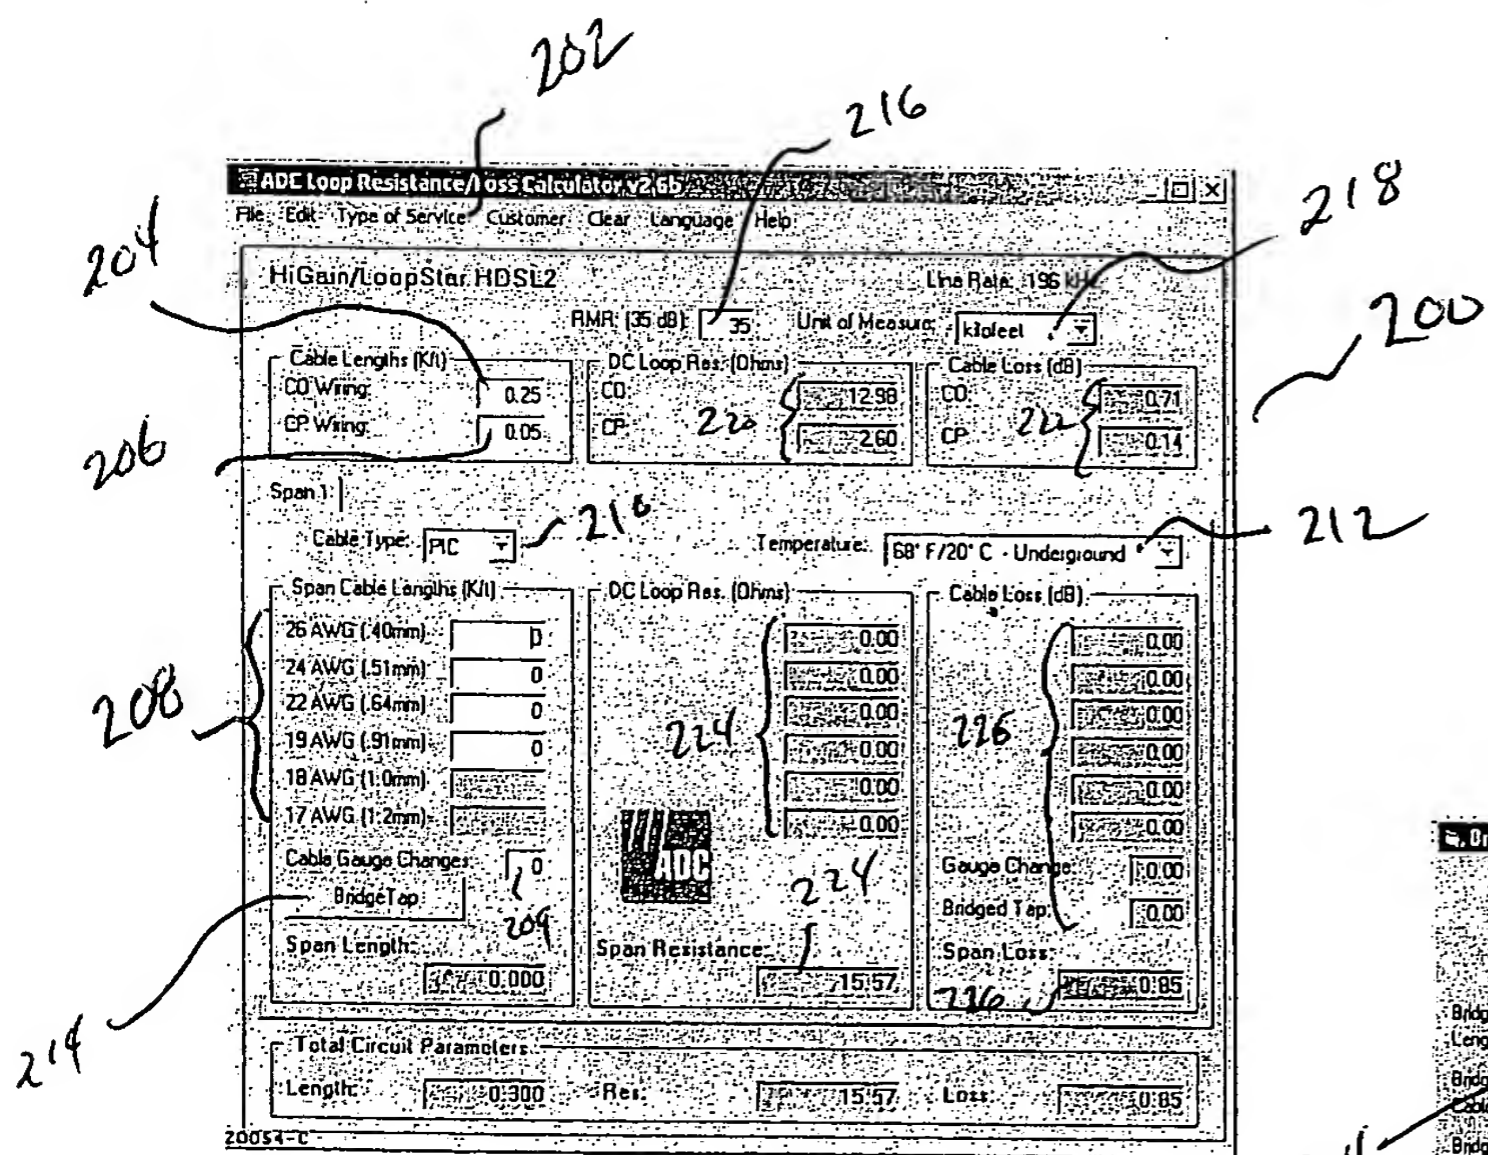 202
216
ADC Loop Resistance/Loss Calculator v2.6b
218
File Edit Type of Service Customer Clear Language Help
204
HiGain/LoopStar HDSL2 Line Rate: 196 kHz
200
RMR: (35 dB): 35 Unit of Measure: kilofeet
Cable Lengths (Kft) DC Loop Res. (Ohms) Cable Loss (dB)
CO Wiring: 0.25 CO: 12.98 CO: 0.71
220 222
CP Wiring: 0.05 CP: 2.60 CP: 0.14
206
Span 1:
210
212
Cable Type: PIC Temperature: 68° F/20° C - Underground
Span Cable Lengths (Kft) DC Loop Res. (Ohms) Cable Loss (dB)
26 AWG (.40mm) 0 0.00 0.00
24 AWG (.51mm) 0 0.00 0.00
208
22 AWG (.64mm) 0 0.00 0.00
224 226
19 AWG (.91mm) 0 0.00 0.00
18 AWG (1.0mm) 0.00 0.00
17 AWG (1.2mm) 0.00 0.00
ADC
Cable Gauge Changes: 0 Gauge Change: 0.00
BridgeTap 224 Bridged Tap: 0.00
209
Span Length: Span Resistance: Span Loss:
0.000 15.57 226 0.85
214
Total Circuit Parameters
Length: 0.300 Res: 15.57 Loss: 0.85
20054-C
Bridg
Leng
Bridg
Cable
Bridg